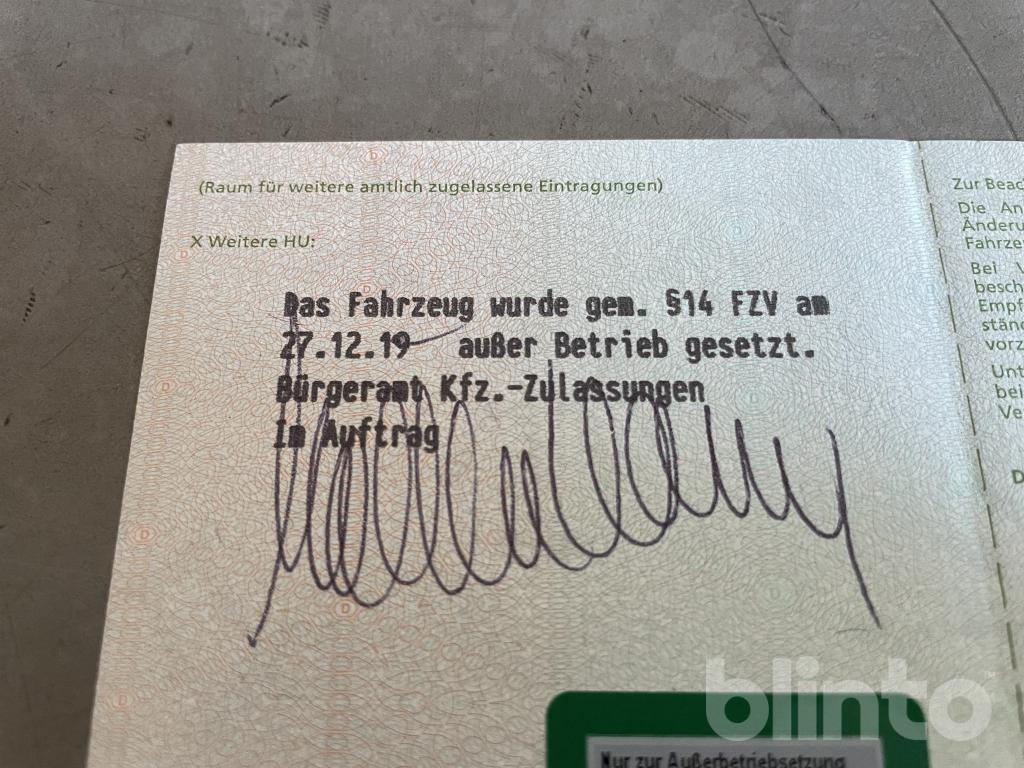 (Raum für weitere amtlich zugelassene Eintragungen)
X Weitere HU:
Das Fahrzeug wurde gem. §14 FZV am
27.12.19 außer Betrieb gesetzt.
Bürgeramt Kfz.-Zulassungen
Im Auftrag
Nur zur Außerbetriebsetzung
Zur Beac
Die An
Änderu
Fahrze
Bei V
besch
Empf
stän
vorz
Unt
bei
Ve
D
blinto